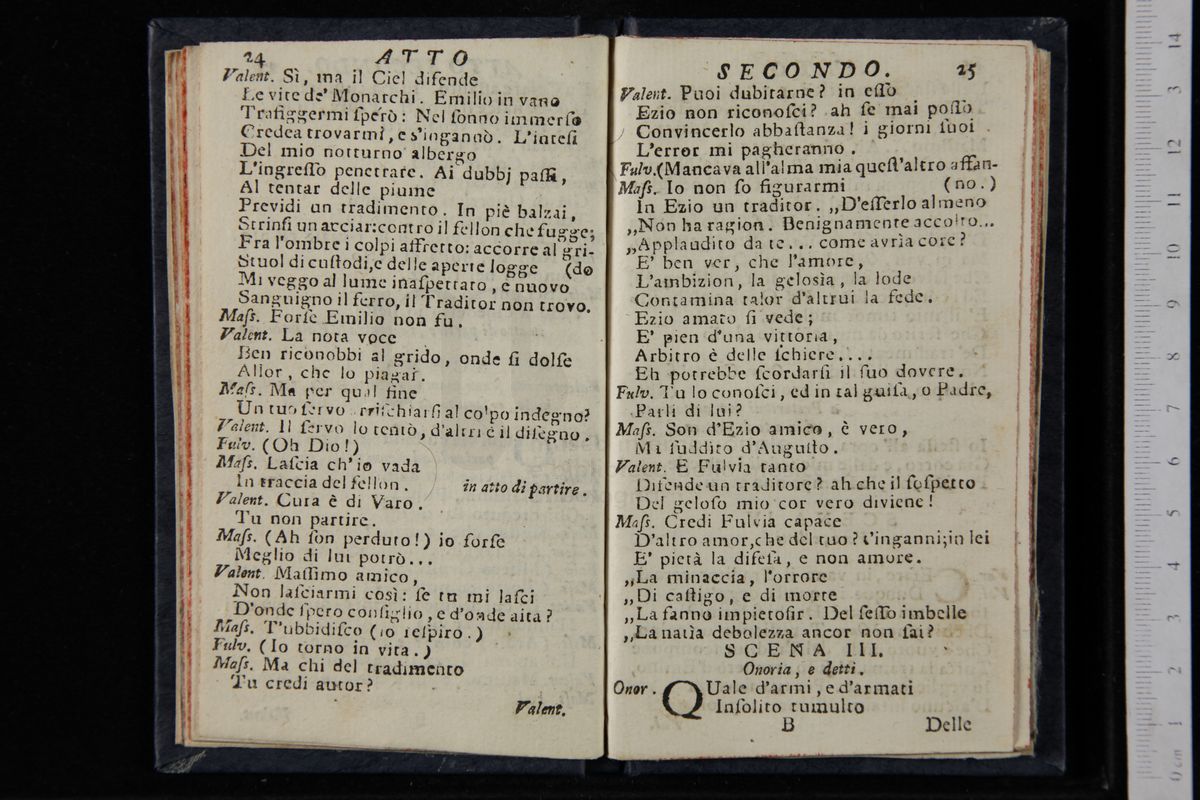 24 ATTO
Valent. Sì, ma il Ciel difende
Le vite de' Monarchi. Emilio in vano
Trafiggermi ſperò: Nel ſonno immerſo
Credea trovarmi, e s'ingannò. L'inteſi
Del mio notturno albergo
L'ingreſſo penetrare. Ai dubbj paſſi,
Al tentar delle piume
Previdi un tradimento. In piè balzai,
Strinſi un acciar: contro il fellon che fugge;
Fra l'ombre i colpi affretto: accorre al gri-
Stuol di cuſtodi, e delle aperte logge (do
Mi veggo al lume inaſpettato, e nuovo
Sanguigno il ferro, il Traditor non trovo.
Maſs. Forſe Emilio non fu.
Valent. La nota voce
Ben riconobbi al grido, onde ſi dolſe
Allor, che lo piagai.
Maſs. Ma per qual fine
Un tuo ſervo arriſchiarſi al colpo indegno?
Valent. Il ſervo lo tentò, d'altri è il diſegno.
Fulv. (Oh Dio!)
Maſs. Laſcia ch'io vada
In traccia del fellon. in atto di partire.
Valent. Cura è di Varo.
Tu non partire.
Maſs. (Ah ſon perduto!) io forſe
Meglio di lui potrò...
Valent. Maſſimo amico,
Non laſciarmi così: ſe tu mi laſci
D'onde ſpero conſiglio, e d'onde aita?
Maſs. T'ubbidiſco (io reſpiro.)
Fulv. (Io torno in vita.)
Maſs. Ma chi del tradimento
Tu credi autor?
Valent.
SECONDO. 25
Valent. Puoi dubitarne? in eſſo
Ezio non riconoſci? ah ſe mai poſſo
Convincerlo abbaſtanza! i giorni ſuoi
L'error mi pagheranno.
Fulv. (Mancava all'alma mia queſt'altro affan-
Maſs. Io non ſo figurarmi (no.)
In Ezio un traditor. „D'eſſerlo almeno
„Non ha ragion. Benignamente accolto...
„Applaudito da te... come avrìa core?
E' ben ver, che l'amore,
L'ambizion, la gelosìa, la lode
Contamina talor d'altrui la fede.
Ezio amato ſi vede;
E' pien d'una vittoria,
Arbitro è delle ſchiere....
Eh potrebbe ſcordarſi il ſuo dovere.
Fulv. Tu lo conoſci, ed in tal guiſa, o Padre,
Parli di lui?
Maſs. Son d'Ezio amico, è vero,
Mi ſuddito d'Auguſto.
Valent. E Fulvia tanto
Difende un traditore? ah che il ſoſpetto
Del geloſo mio cor vero diviene!
Maſs. Credi Fulvia capace
D'altro amor, che del tuo? t'inganni; in lei
E' pietà la difeſa, e non amore.
„La minaccia, l'orrore
„Di caſtigo, e di morte
„La fanno impietoſir. Del ſeſſo imbelle
„La natìa debolezza ancor non ſai?
SCENA III.
Onoria, e detti.
Onor. QUale d'armi, e d'armati
Inſolito tumulto
B Delle